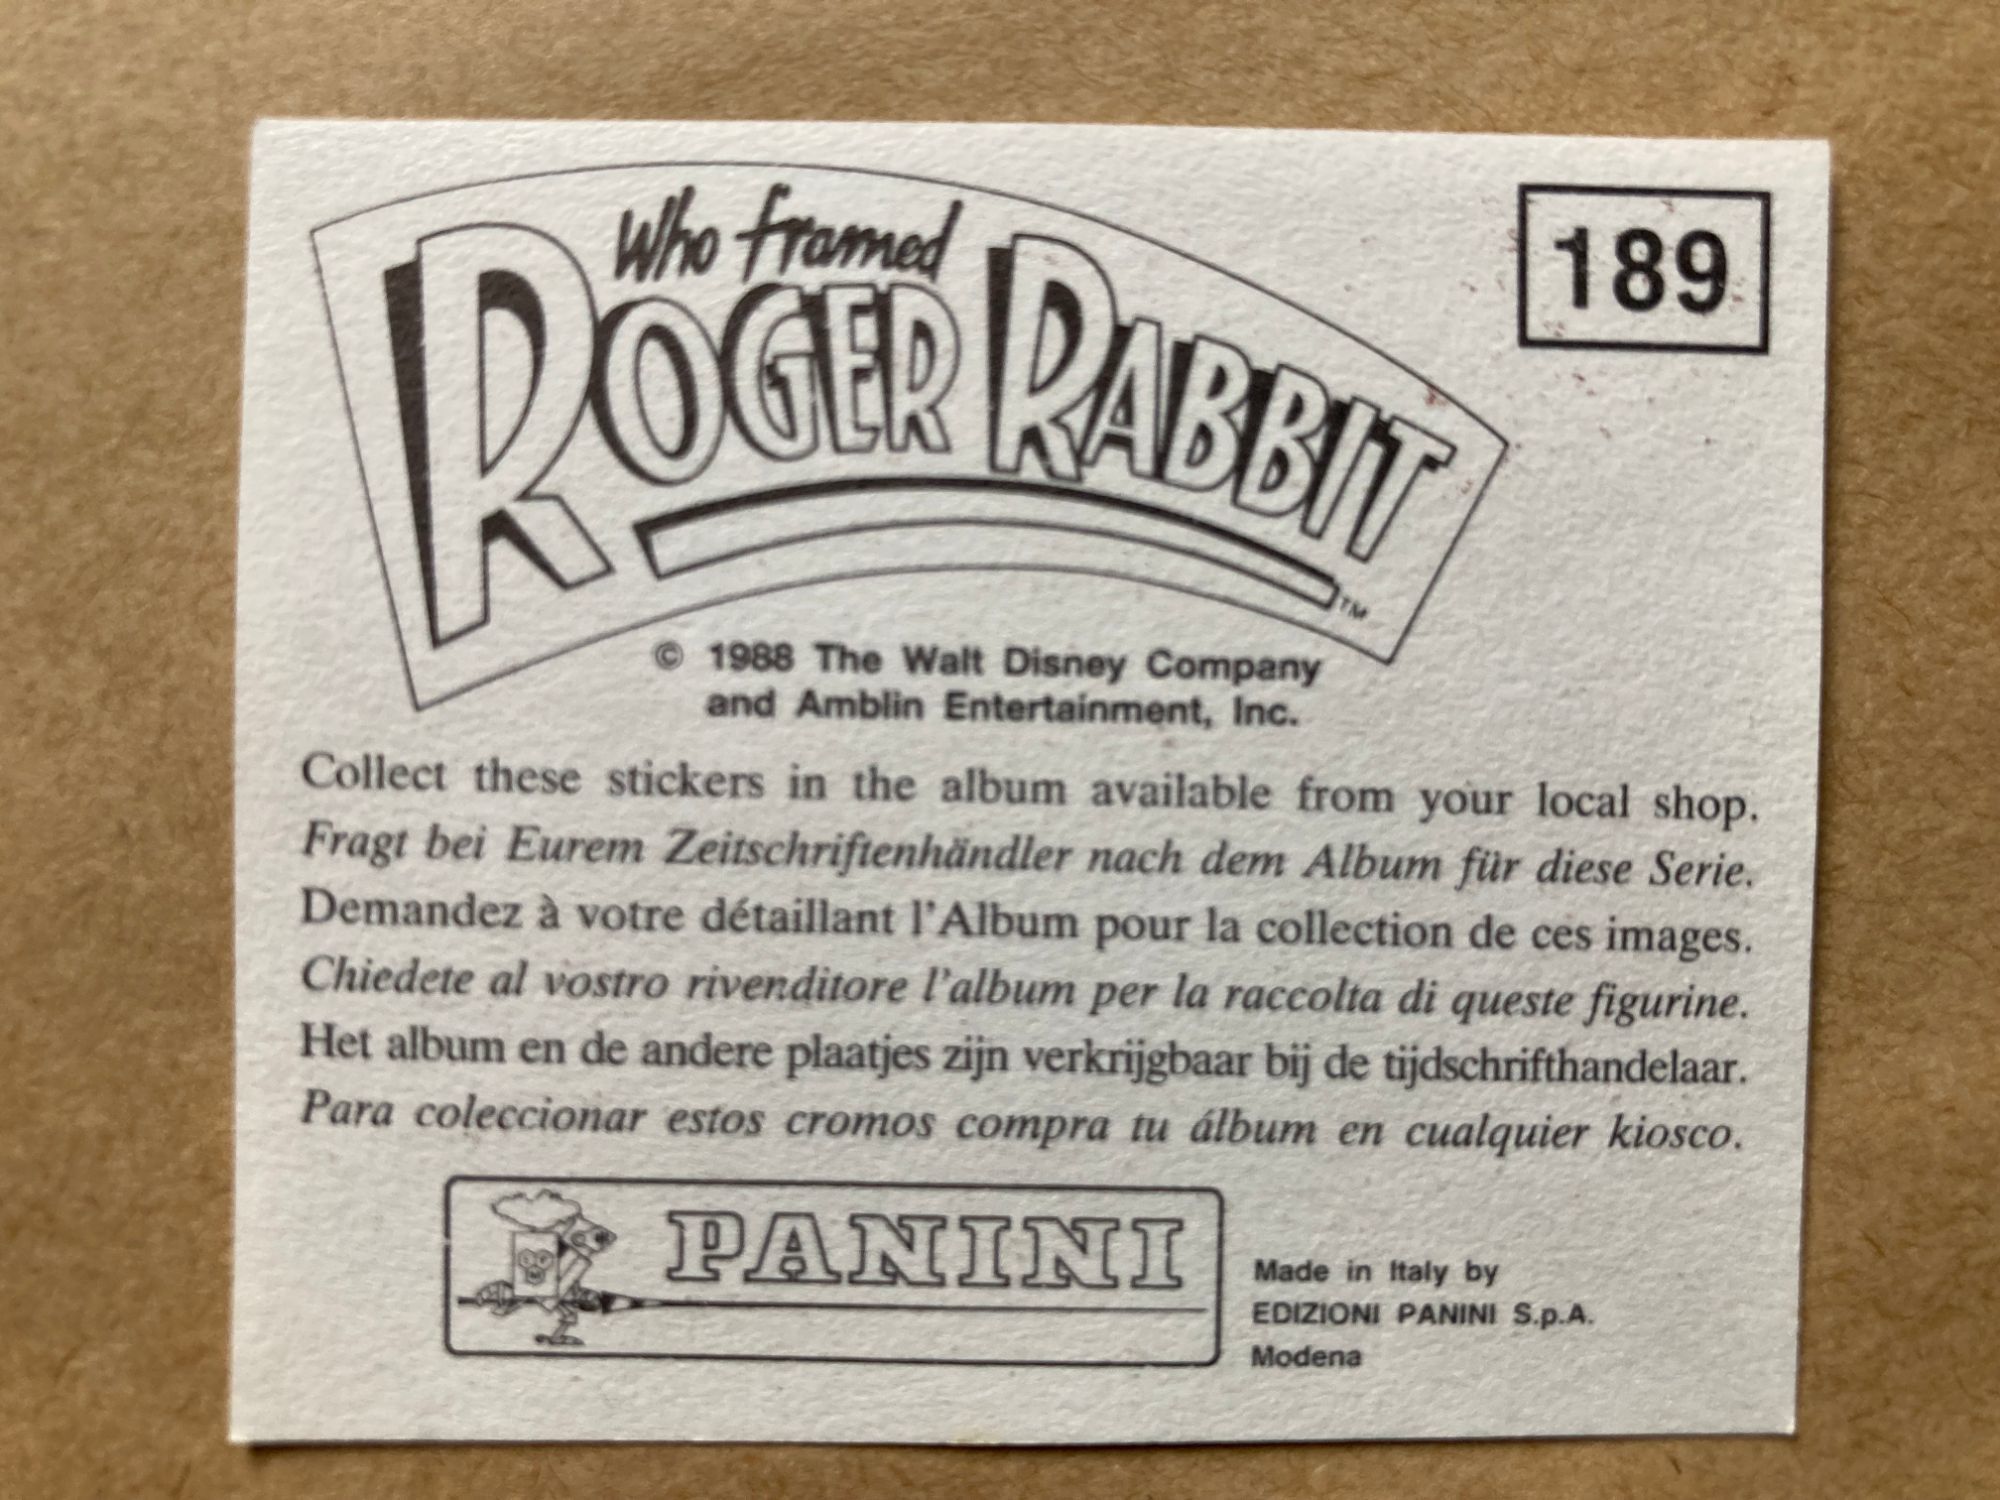 Who framed
ROGER RABBIT
TM
189
© 1988 The Walt Disney Company
and Amblin Entertainment, Inc.
Collect these stickers in the album available from your local shop.
Fragt bei Eurem Zeitschriftenhändler nach dem Album für diese Serie.
Demandez à votre détaillant l'Album pour la collection de ces images.
Chiedete al vostro rivenditore l'album per la raccolta di queste figurine.
Het album en de andere plaatjes zijn verkrijgbaar bij de tijdschrifthandelaar.
Para coleccionar estos cromos compra tu álbum en cualquier kiosco.
PANINI
Made in Italy by
EDIZIONI PANINI S.p.A.
Modena